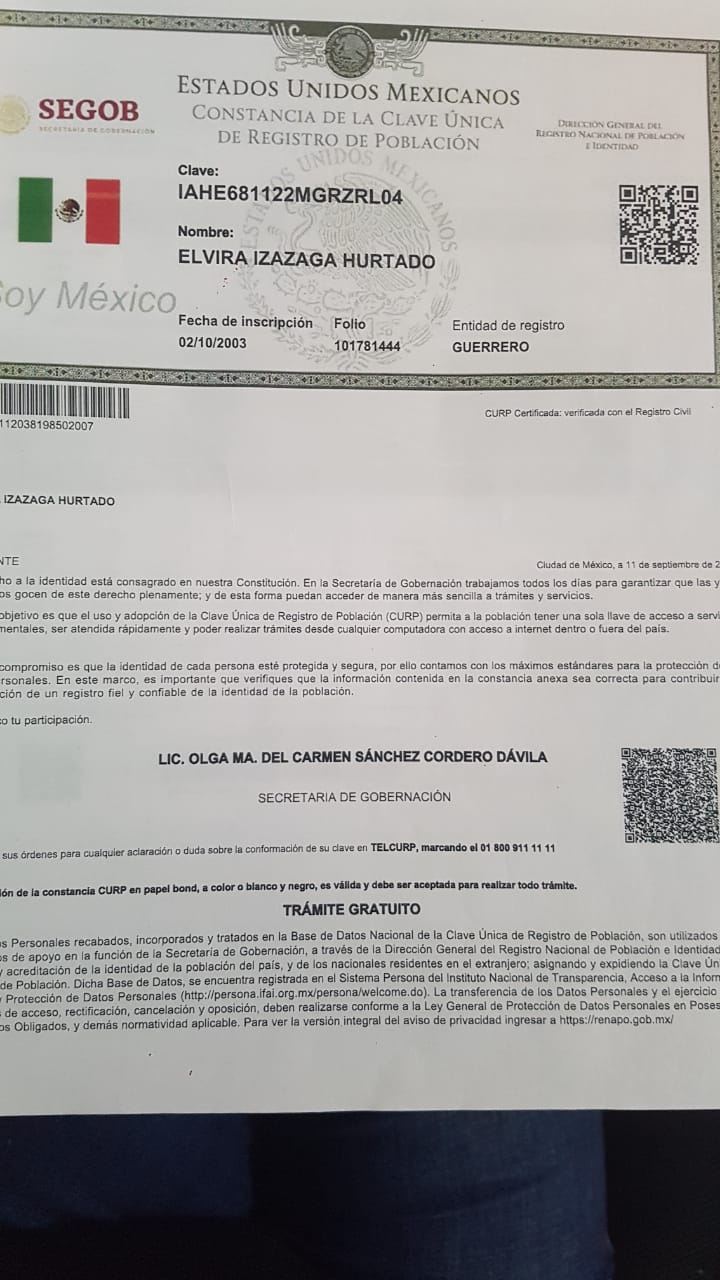 SEGOB
SECRETARÍA DE GOBERNACIÓN
ESTADOS UNIDOS MEXICANOS
CONSTANCIA DE LA CLAVE ÚNICA
DE REGISTRO DE POBLACIÓN
DIRECCIÓN GENERAL DEL
REGISTRO NACIONAL DE POBLACIÓN
E IDENTIDAD
Clave:
IAHE681122MGRZRL04
Nombre:
ELVIRA IZAZAGA HURTADO
oy México
Fecha de inscripción Folio Entidad de registro
02/10/2003 101781444 GUERRERO
ESTADOS UNIDOS MEXICANOS
112038198502007
CURP Certificada: verificada con el Registro Civil
IZAZAGA HURTADO
NTE
Ciudad de México, a 11 de septiembre de 2
ho a la identidad está consagrado en nuestra Constitución. En la Secretaría de Gobernación trabajamos todos los días para garantizar que las y
os gocen de este derecho plenamente; y de esta forma puedan acceder de manera más sencilla a trámites y servicios.
objetivo es que el uso y adopción de la Clave Única de Registro de Población (CURP) permita a la población tener una sola llave de acceso a servi
mentales, ser atendida rápidamente y poder realizar trámites desde cualquier computadora con acceso a internet dentro o fuera del país.
compromiso es que la identidad de cada persona esté protegida y segura, por ello contamos con los máximos estándares para la protección d
rsonales. En este marco, es importante que verifiques que la información contenida en la constancia anexa sea correcta para contribuir
ción de un registro fiel y confiable de la identidad de la población.
co tu participación.
LIC. OLGA MA. DEL CARMEN SÁNCHEZ CORDERO DÁVILA
SECRETARIA DE GOBERNACIÓN
sus órdenes para cualquier aclaración o duda sobre la conformación de su clave en TELCURP, marcando el 01 800 911 11 11
ón de la constancia CURP en papel bond, a color o blanco y negro, es válida y debe ser aceptada para realizar todo trámite.
TRÁMITE GRATUITO
os Personales recabados, incorporados y tratados en la Base de Datos Nacional de la Clave Única de Registro de Población, son utilizados
os de apoyo en la función de la Secretaría de Gobernación, a través de la Dirección General del Registro Nacional de Población e Identidad
y acreditación de la identidad de la población del país, y de los nacionales residentes en el extranjero; asignando y expidiendo la Clave Ún
de Población. Dicha Base de Datos, se encuentra registrada en el Sistema Persona del Instituto Nacional de Transparencia, Acceso a la Inform
y Protección de Datos Personales (http://persona.ifai.org.mx/persona/welcome.do). La transferencia de los Datos Personales y el ejercicio
de acceso, rectificación, cancelación y oposición, deben realizarse conforme a la Ley General de Protección de Datos Personales en Poses
os Obligados, y demás normatividad aplicable. Para ver la versión integral del aviso de privacidad ingresar a https://renapo.gob.mx/